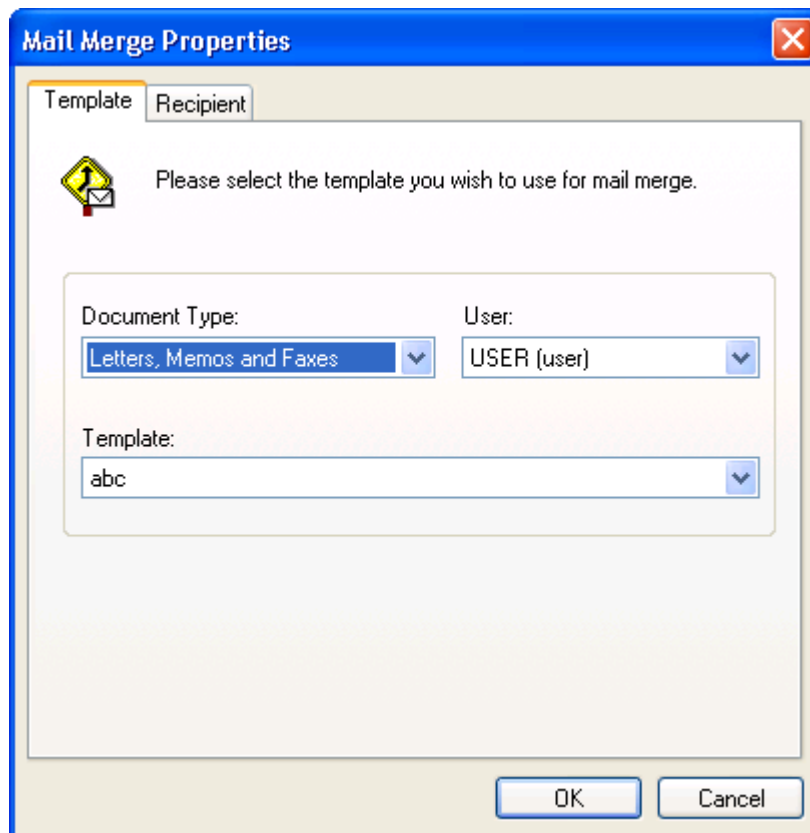 Mail Merge Properties
Template Recipient
Please select the template you wish to use for mail merge.
Document Type: User:
Letters, Memos and Faxes USER (user)
Template:
abc
OK Cancel